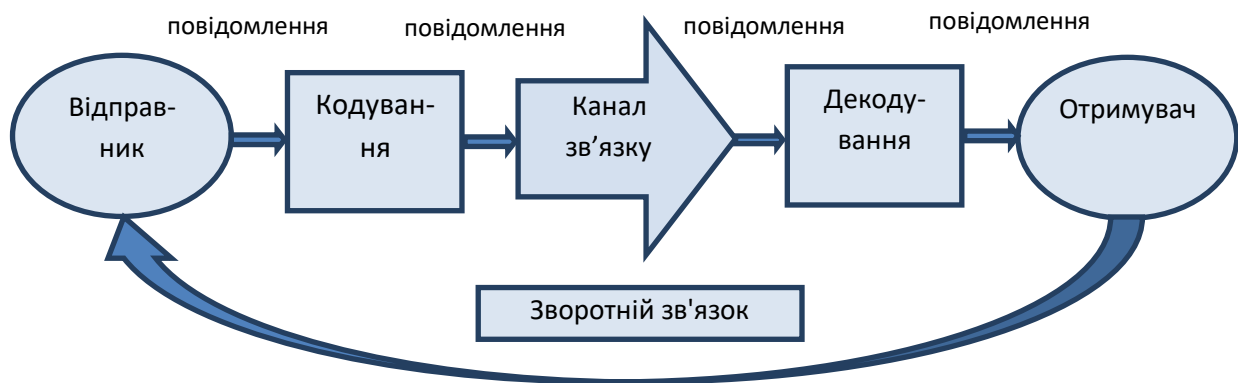 повідомлення
повідомлення
повідомлення
повідомлення
Відправ-
ник
Кодуван-
ня
Канал
зв’язку
Декоду-
вання
Отримувач
Зворотній зв'язок